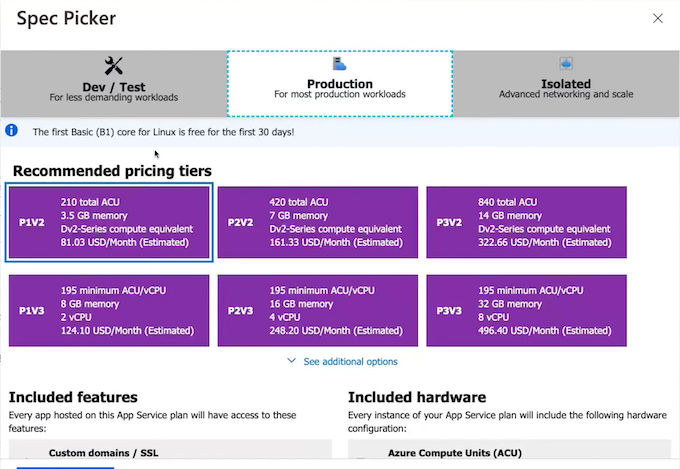 Spec Picker
Dev / Test
For less demanding workloads
Production
For most production workloads
Isolated
Advanced networking and scale
The first Basic (B1) core for Linux is free for the first 30 days!
Recommended pricing tiers
P1V2
210 total ACU
3.5 GB memory
Dv2-Series compute equivalent
81.03 USD/Month (Estimated)
P2V2
420 total ACU
7 GB memory
Dv2-Series compute equivalent
161.33 USD/Month (Estimated)
P3V2
840 total ACU
14 GB memory
Dv2-Series compute equivalent
322.66 USD/Month (Estimated)
P1V3
195 minimum ACU/vCPU
8 GB memory
2 vCPU
124.10 USD/Month (Estimated)
P2V3
195 minimum ACU/vCPU
16 GB memory
4 vCPU
248.20 USD/Month (Estimated)
P3V3
195 minimum ACU/vCPU
32 GB memory
8 vCPU
496.40 USD/Month (Estimated)
See additional options
Included features
Every app hosted on this App Service plan will have access to these
features:
Custom domains / SSL
Included hardware
Every instance of your App Service plan will include the following hardware
configuration:
Azure Compute Units (ACU)